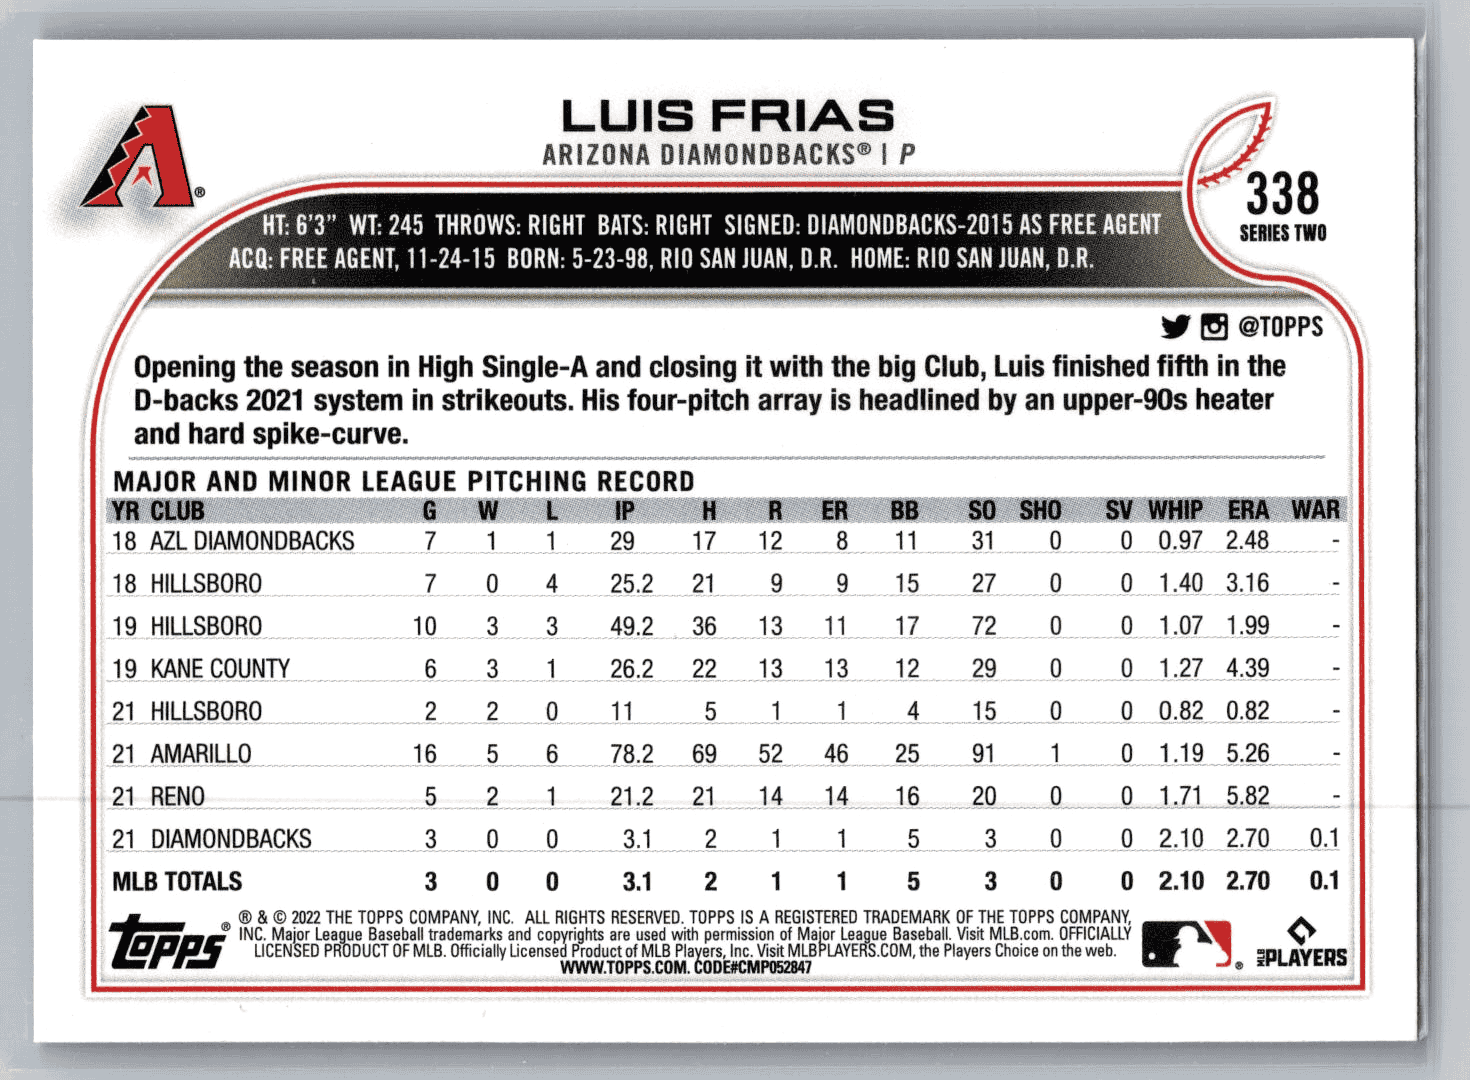 LUIS FRIAS
ARIZONA DIAMONDBACKS® | P
®
338
SERIES TWO
HT: 6'3" WT: 245 THROWS: RIGHT BATS: RIGHT SIGNED: DIAMONDBACKS-2015 AS FREE AGENT
ACQ: FREE AGENT, 11-24-15 BORN: 5-23-98, RIO SAN JUAN, D.R. HOME: RIO SAN JUAN, D.R.
@TOPPS
Opening the season in High Single-A and closing it with the big Club, Luis finished fifth in the
D-backs 2021 system in strikeouts. His four-pitch array is headlined by an upper-90s heater
and hard spike-curve.
MAJOR AND MINOR LEAGUE PITCHING RECORD
YR CLUB G W L IP H R ER BB SO SHO SV WHIP ERA WAR
18 AZL DIAMONDBACKS 7 1 1 29 17 12 8 11 31 0 0 0.97 2.48 -
18 HILLSBORO 7 0 4 25.2 21 9 9 15 27 0 0 1.40 3.16 -
19 HILLSBORO 10 3 3 49.2 36 13 11 17 72 0 0 1.07 1.99 -
19 KANE COUNTY 6 3 1 26.2 22 13 13 12 29 0 0 1.27 4.39 -
21 HILLSBORO 2 2 0 11 5 1 1 4 15 0 0 0.82 0.82 -
21 AMARILLO 16 5 6 78.2 69 52 46 25 91 1 0 1.19 5.26 -
21 RENO 5 2 1 21.2 21 14 14 16 20 0 0 1.71 5.82 -
21 DIAMONDBACKS 3 0 0 3.1 2 1 1 5 3 0 0 2.10 2.70 0.1
MLB TOTALS 3 0 0 3.1 2 1 1 5 3 0 0 2.10 2.70 0.1
topps®
® & © 2022 THE TOPPS COMPANY, INC. ALL RIGHTS RESERVED. TOPPS IS A REGISTERED TRADEMARK OF THE TOPPS COMPANY,
INC. Major League Baseball trademarks and copyrights are used with permission of Major League Baseball. Visit MLB.com. OFFICIALLY
LICENSED PRODUCT OF MLB. Officially Licensed Product of MLB Players, Inc. Visit MLBPLAYERS.COM, the Players Choice on the web.
WWW.TOPPS.COM. CODE#CMP052847
®
MLB PLAYERS